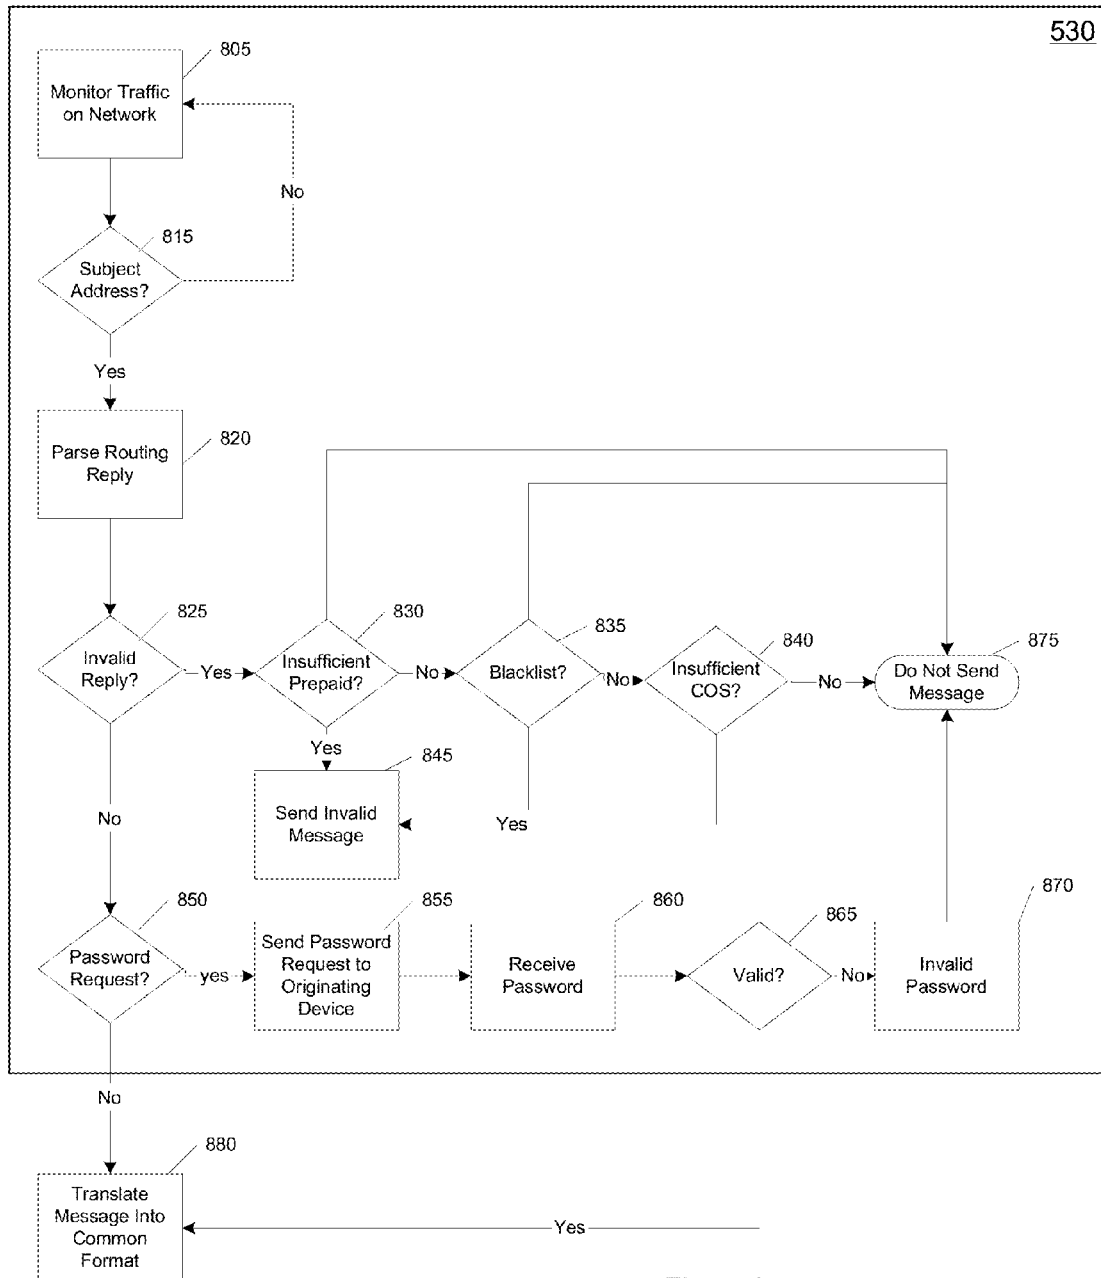 530
805
Monitor Traffic
on Network
No
815
Subject
Address?
Yes
820
Parse Routing
Reply
825
Invalid
Reply?
Yes
830
Insufficient
Prepaid?
No
835
Blacklist?
No
840
Insufficient
COS?
No
875
Do Not Send
Message
Yes
845
Send Invalid
Message
Yes
No
850
Password
Request?
yes
855
Send Password
Request to
Originating
Device
860
Receive
Password
865
Valid?
No
870
Invalid
Password
No
880
Translate
Message Into
Common
Format
Yes